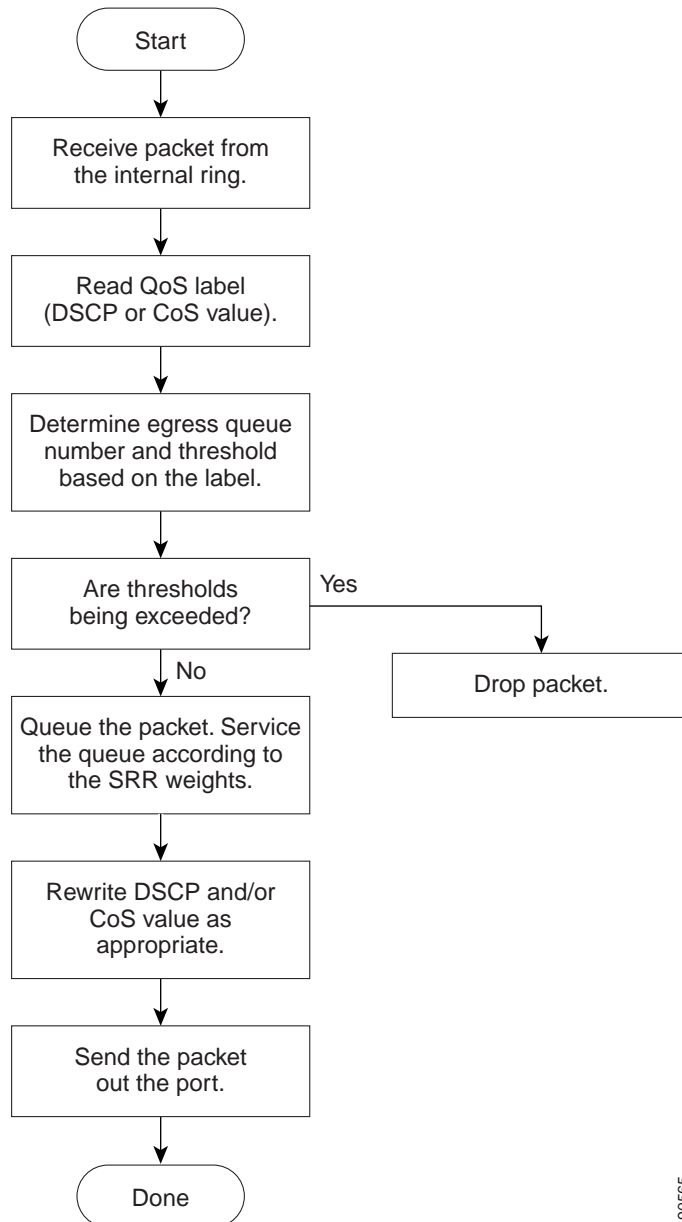 Start
Receive packet from
the internal ring.
Read QoS label
(DSCP or CoS value).
Determine egress queue
number and threshold
based on the label.
Are thresholds
being exceeded?
Yes
No
Drop packet.
Queue the packet. Service
the queue according to
the SRR weights.
Rewrite DSCP and/or
CoS value as
appropriate.
Send the packet
out the port.
Done